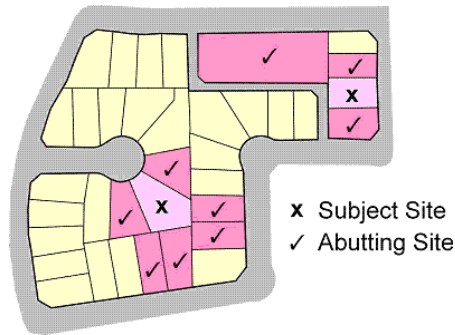 ✓
✓
x
✓
✓
✓
x
✓
✓
✓
✓
x Subject Site
✓ Abutting Site